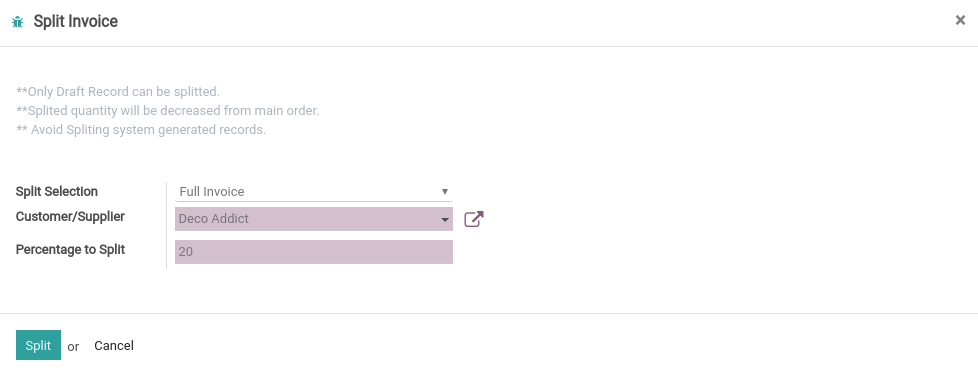 Split Invoice
×
**Only Draft Record can be splitted.
**Splited quantity will be decreased from main order.
** Avoid Spliting system generated records.
Split Selection Full Invoice
Customer/Supplier Deco Addict
Percentage to Split 20
Split or Cancel